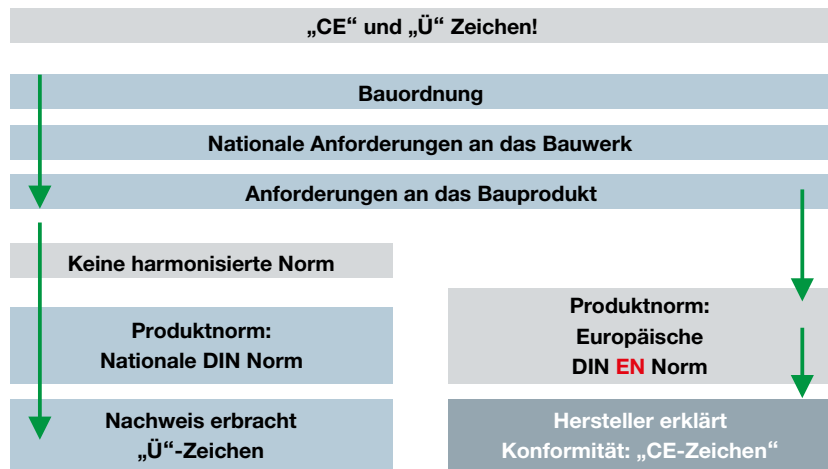 „CE“ und „Ü“ Zeichen!
Bauordnung
Nationale Anforderungen an das Bauwerk
Anforderungen an das Bauprodukt
Keine harmonisierte Norm
Produktnorm:
Nationale DIN Norm
Nachweis erbracht
„Ü“-Zeichen
Produktnorm:
Europäische
DIN EN Norm
Hersteller erklärt
Konformität: „CE-Zeichen“